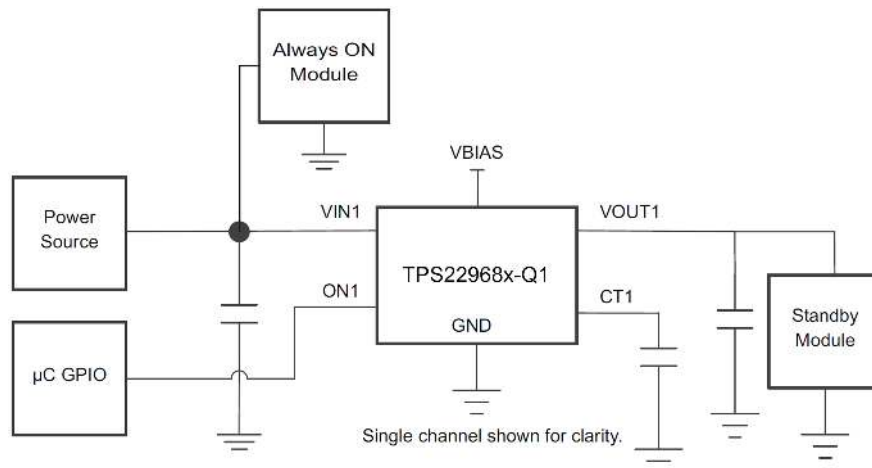 Always ON
Module
VBIAS
Power
Source
VIN1
VOUT1
TPS22968x-Q1
ON1
CT1
GND
µC GPIO
Standby
Module
Single channel shown for clarity.